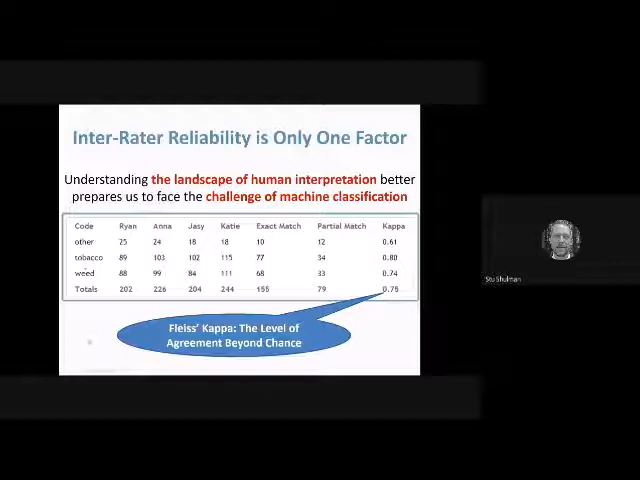 Inter-Rater Reliability is Only One Factor
Understanding the landscape of human interpretation better
prepares us to face the challenge of machine classification
Code Ryan Anna Jasy Katie Exact Match Partial Match Kappa
other 25 24 18 18 10 12 0.61
tobacco 89 103 102 115 77 34 0.80
weed 88 99 84 111 68 33 0.74
Totals 202 226 204 244 155 79 0.75
Fleiss' Kappa: The Level of
Agreement Beyond Chance
Stu Shulman